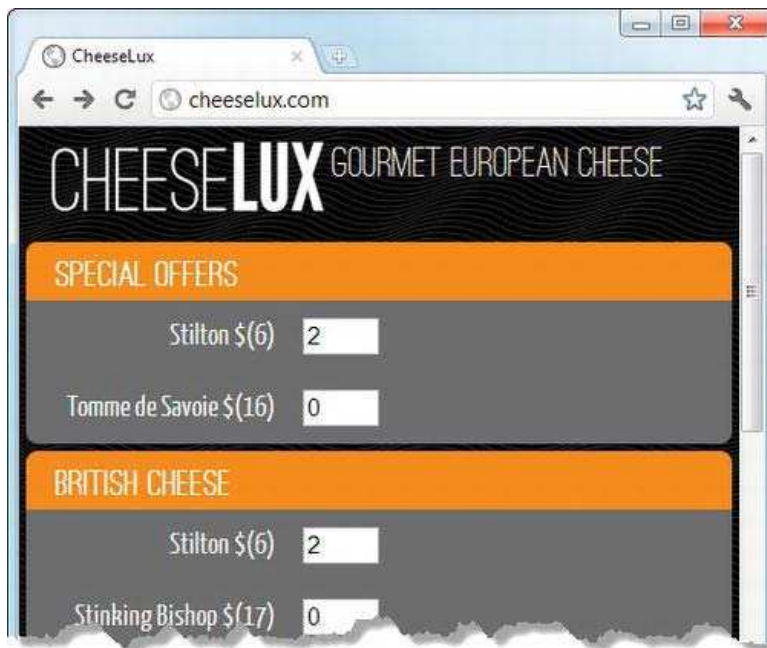 CheeseLux
cheeselux.com
CHEESELUX GOURMET EUROPEAN CHEESE
SPECIAL OFFERS
Stilton $(6) 2
Tomme de Savoie $(16) 0
BRITISH CHEESE
Stilton $(6) 2
Stinking Bishop $(17) 0